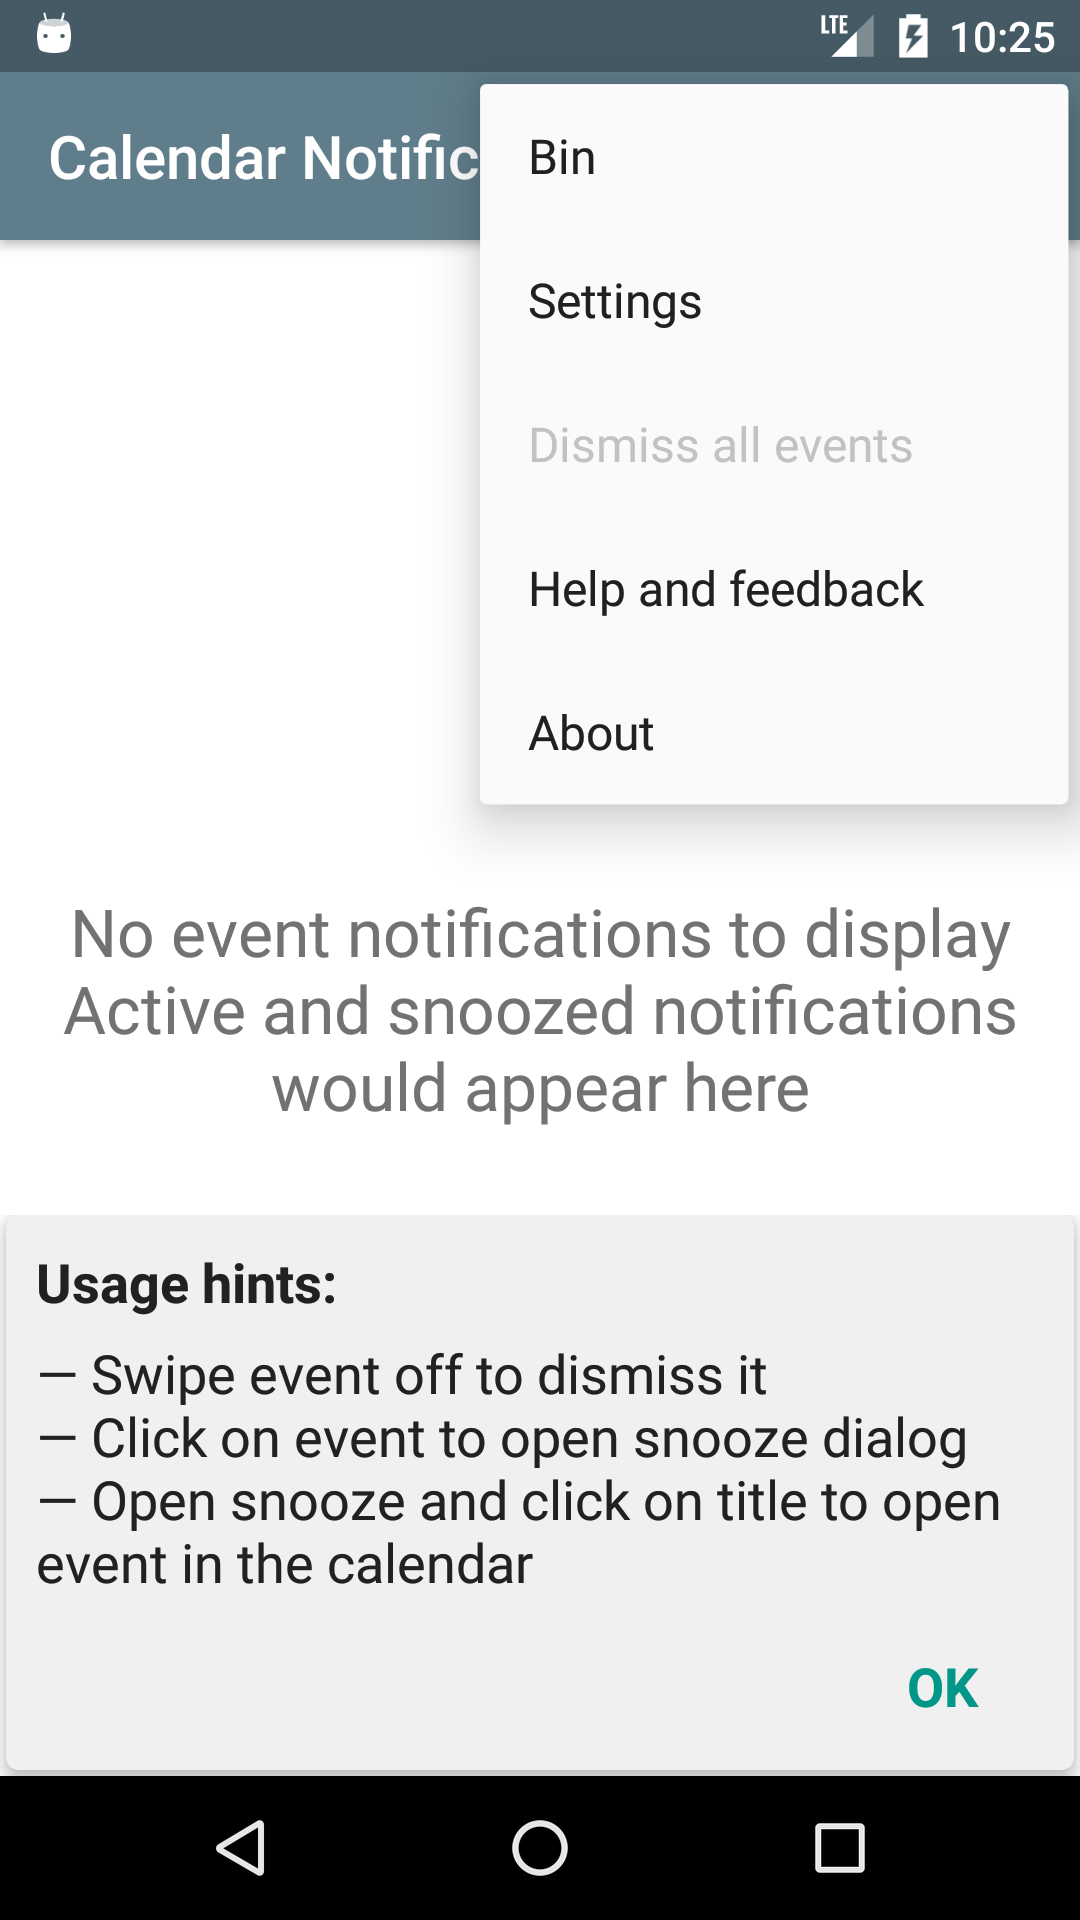 LTE 10:25
Calendar Notific
Bin
Settings
Dismiss all events
Help and feedback
About
No event notifications to display
Active and snoozed notifications
would appear here
Usage hints:
— Swipe event off to dismiss it
— Click on event to open snooze dialog
— Open snooze and click on title to open
event in the calendar
OK